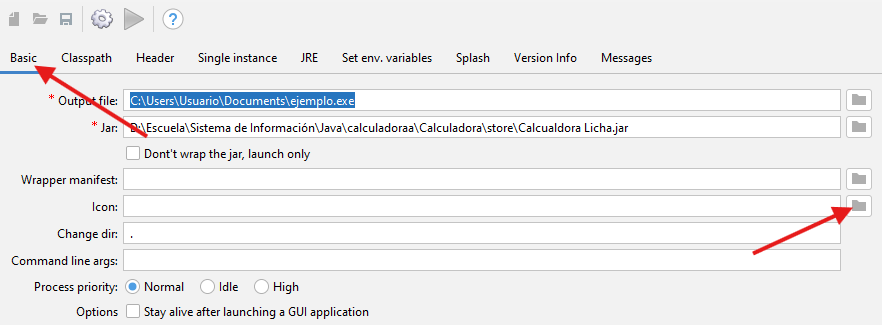 ?
Basic Classpath Header Single instance JRE Set env. variables Splash Version Info Messages
* Output file: C:\Users\Usuario\Documents\ejemplo.exe
* Jar: D:\Escuela\Sistema de Información\Java\calculadoraa\Calculadora\store\Calcualdora Licha.jar
Dont't wrap the jar, launch only
Wrapper manifest:
Icon:
Change dir: .
Command line args:
Process priority: Normal Idle High
Options Stay alive after launching a GUI application